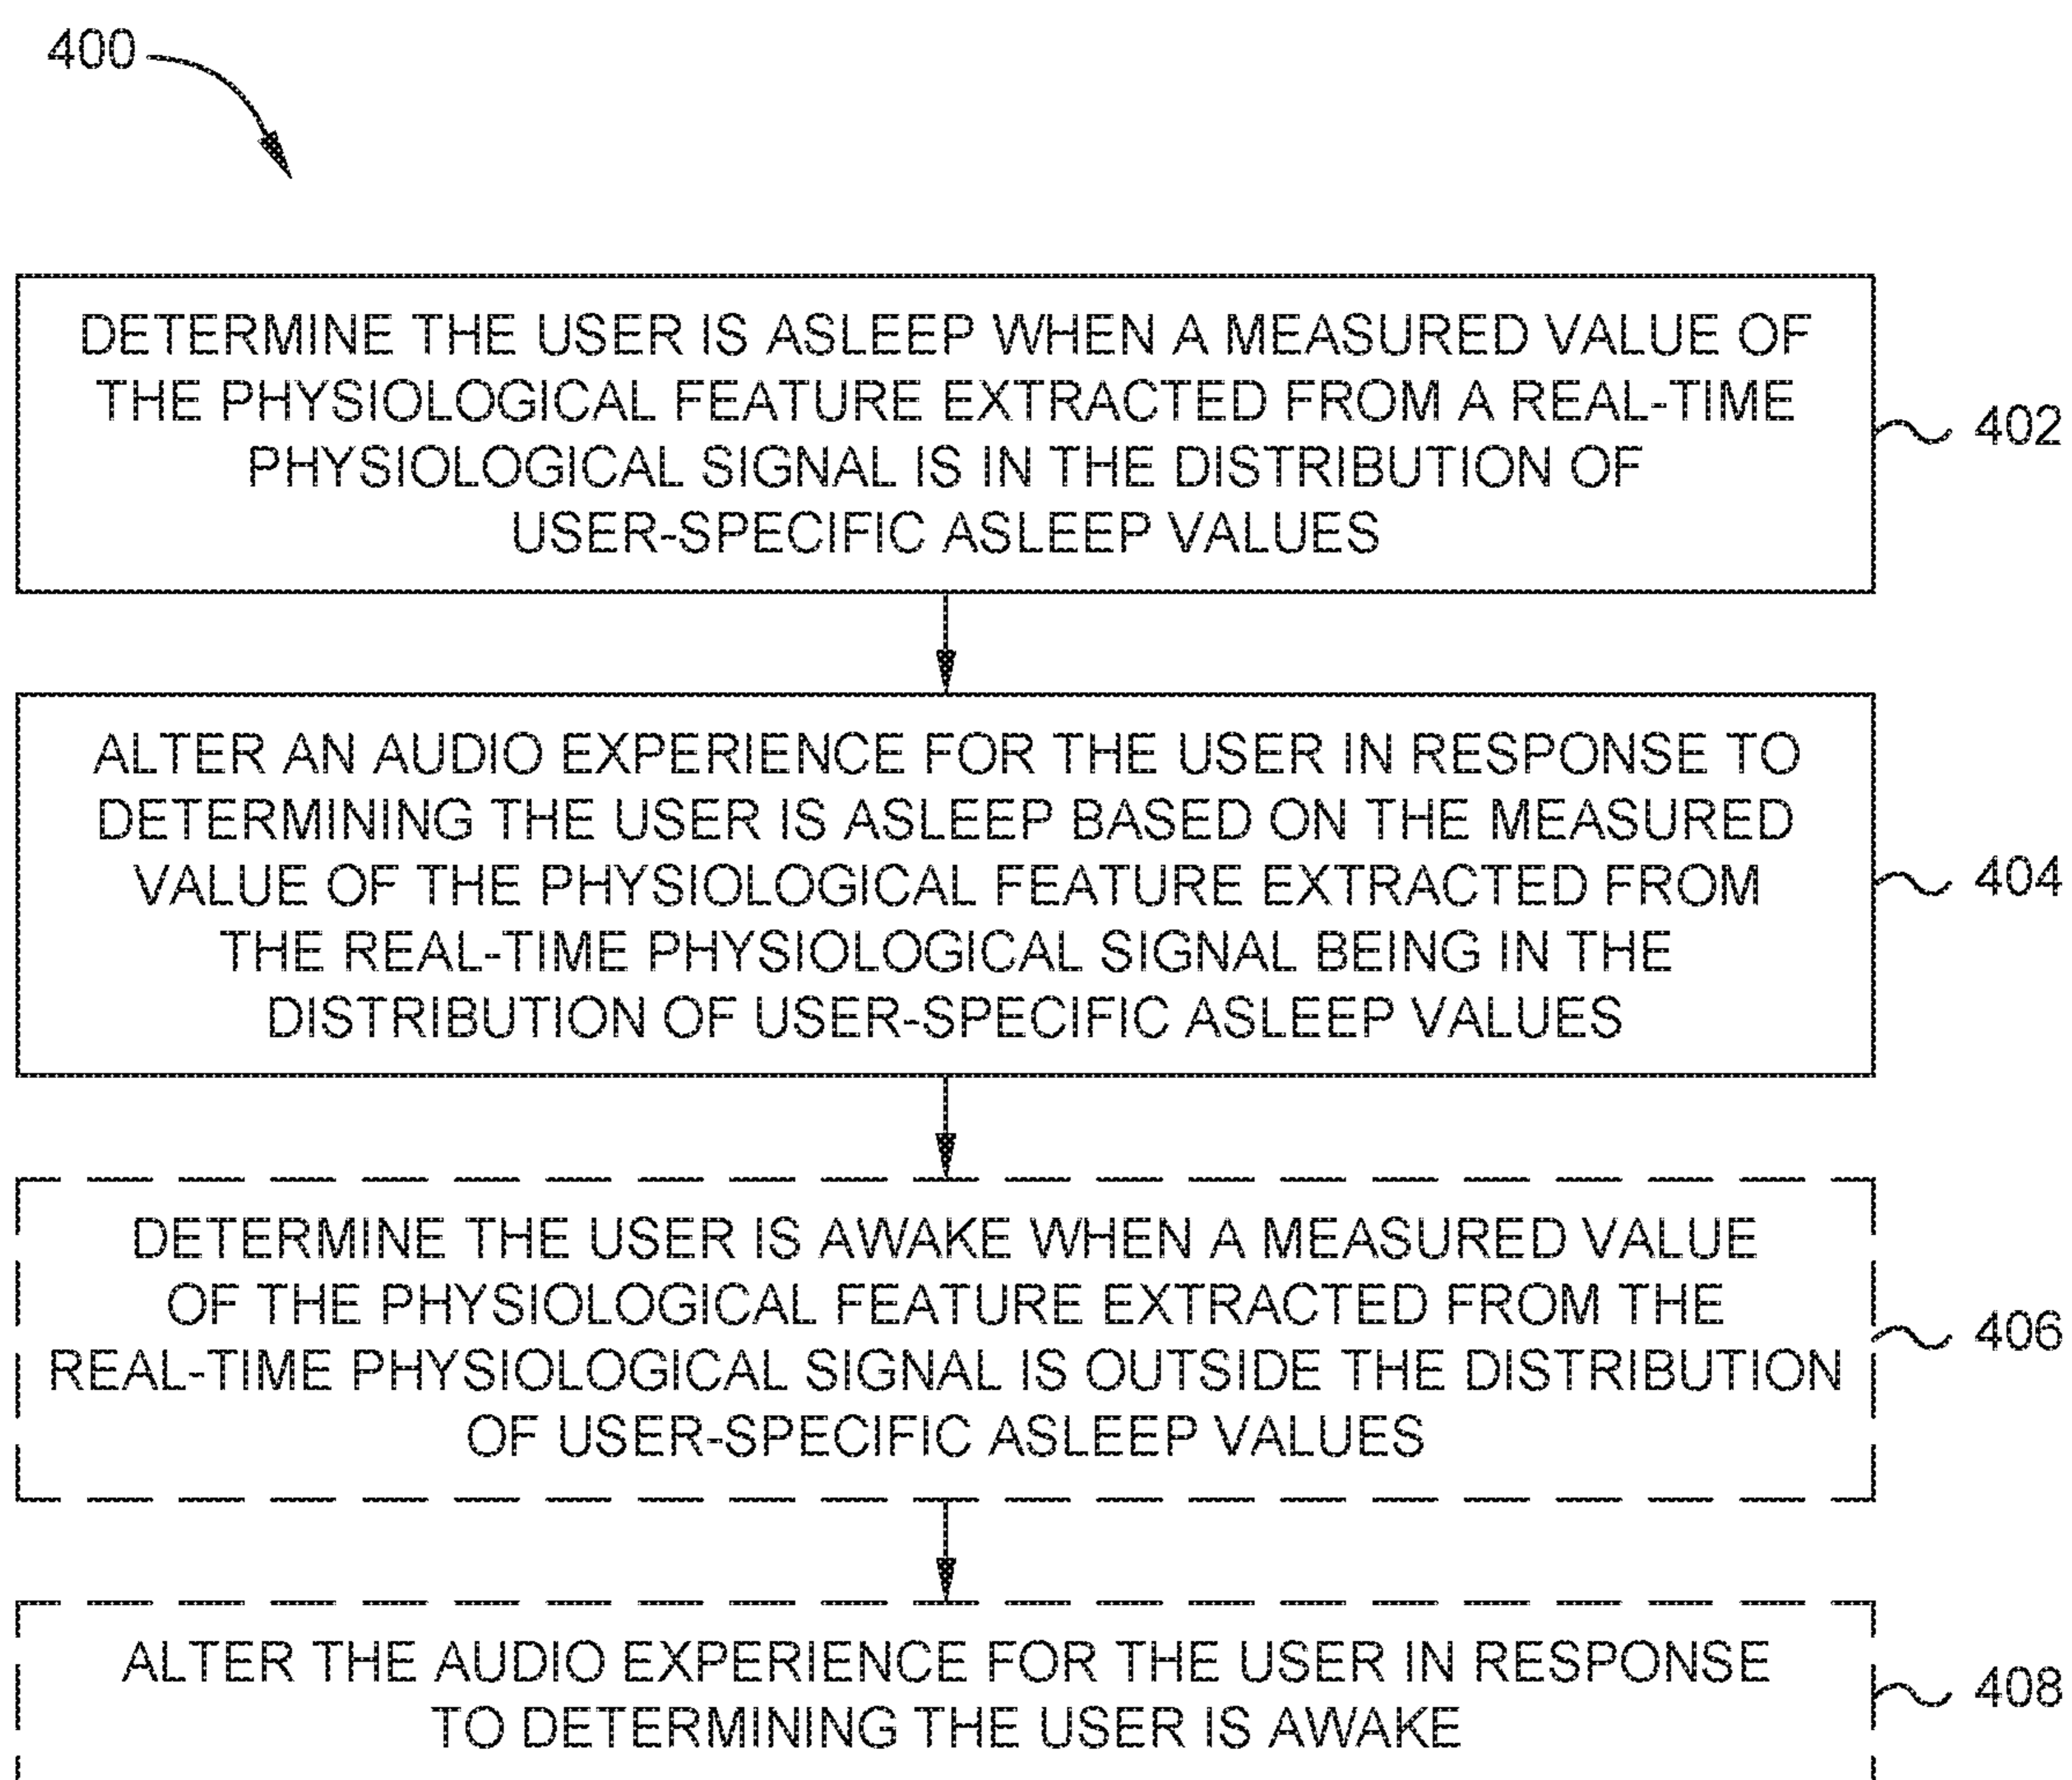 400
DETERMINE THE USER IS ASLEEP WHEN A MEASURED VALUE OF
THE PHYSIOLOGICAL FEATURE EXTRACTED FROM A REAL-TIME
PHYSIOLOGICAL SIGNAL IS IN THE DISTRIBUTION OF
USER-SPECIFIC ASLEEP VALUES
402
ALTER AN AUDIO EXPERIENCE FOR THE USER IN RESPONSE TO
DETERMINING THE USER IS ASLEEP BASED ON THE MEASURED
VALUE OF THE PHYSIOLOGICAL FEATURE EXTRACTED FROM
THE REAL-TIME PHYSIOLOGICAL SIGNAL BEING IN THE
DISTRIBUTION OF USER-SPECIFIC ASLEEP VALUES
404
DETERMINE THE USER IS AWAKE WHEN A MEASURED VALUE
OF THE PHYSIOLOGICAL FEATURE EXTRACTED FROM THE
REAL-TIME PHYSIOLOGICAL SIGNAL IS OUTSIDE THE DISTRIBUTION
OF USER-SPECIFIC ASLEEP VALUES
406
ALTER THE AUDIO EXPERIENCE FOR THE USER IN RESPONSE
TO DETERMINING THE USER IS AWAKE
408